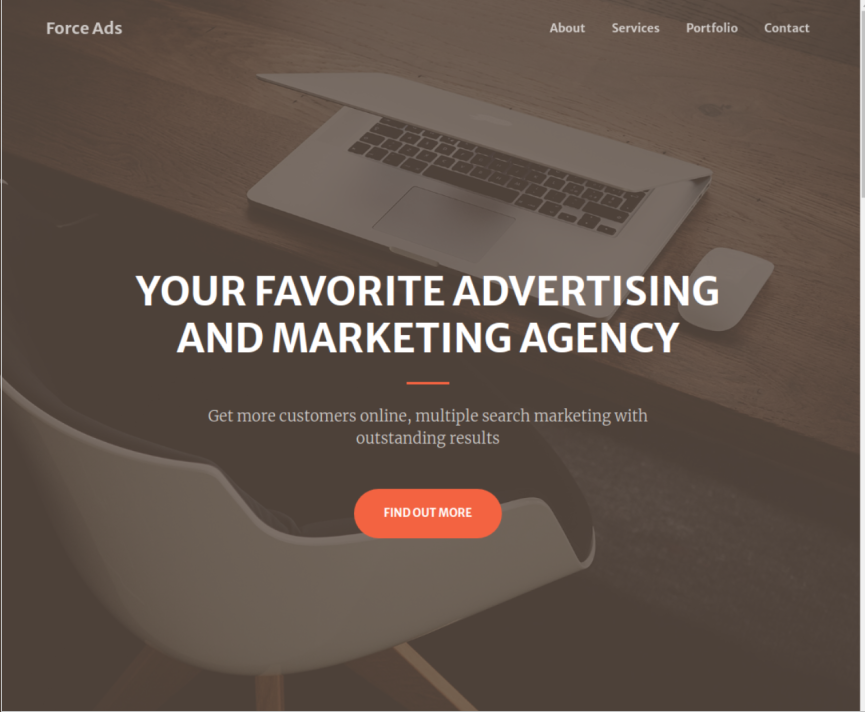 Force Ads
About Services Portfolio Contact
YOUR FAVORITE ADVERTISING
AND MARKETING AGENCY
Get more customers online, multiple search marketing with
outstanding results
FIND OUT MORE